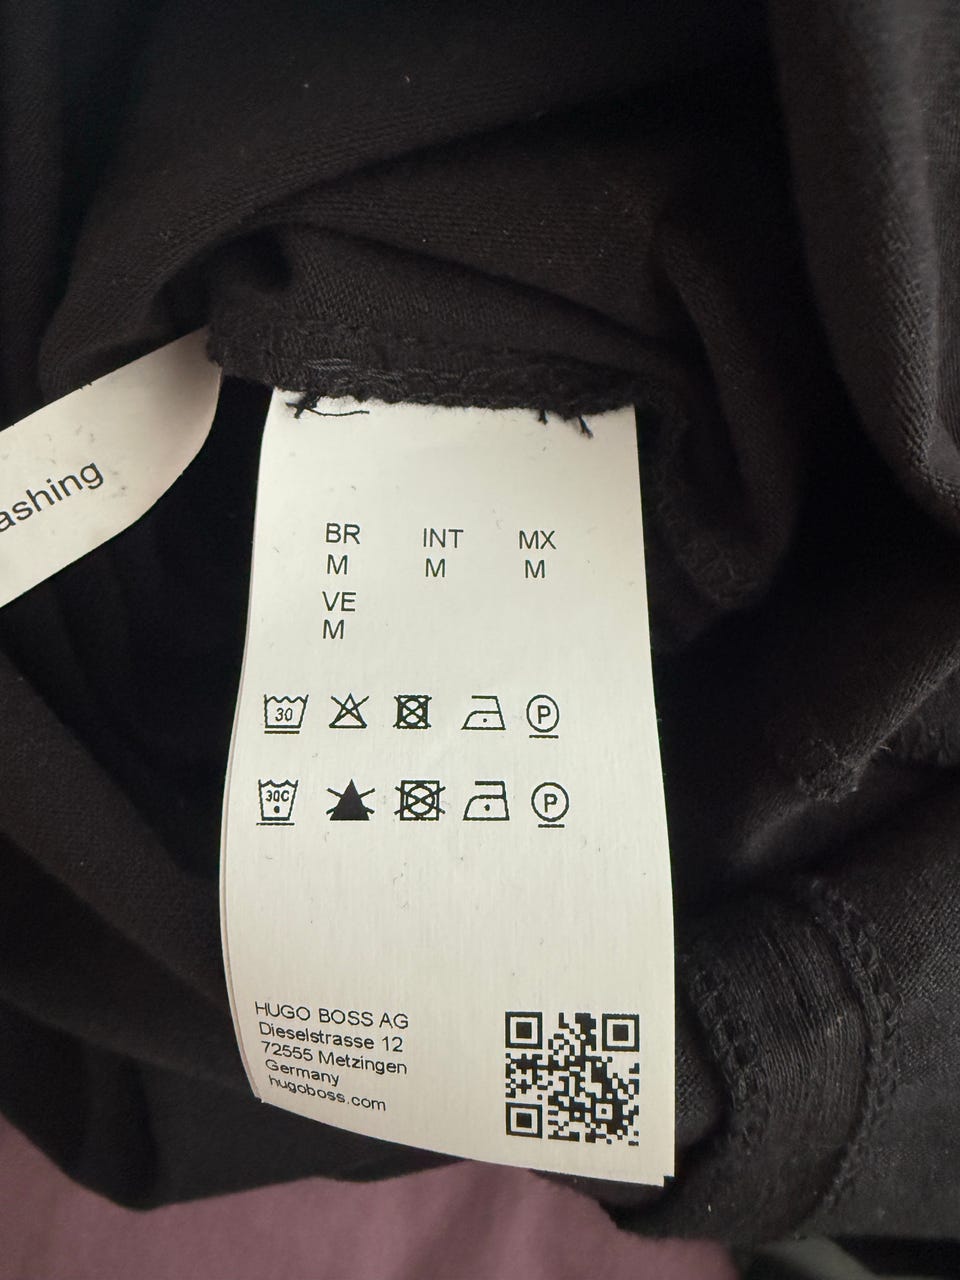 ashing
BR INT MX
M M M
VE
M
30 P
30C P
HUGO BOSS AG
Dieselstrasse 12
72555 Metzingen
Germany
hugoboss.com